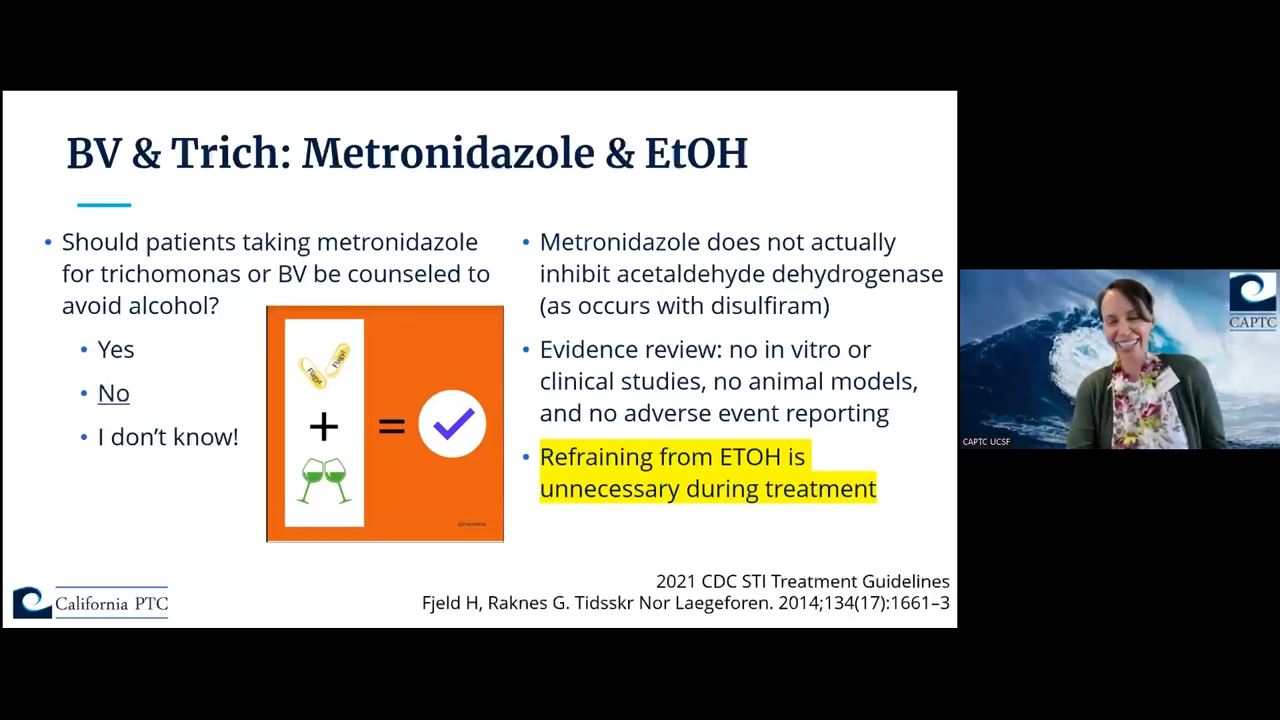 BV & Trich: Metronidazole & EtOH
• Should patients taking metronidazole
for trichomonas or BV be counseled to
avoid alcohol?
• Yes
• No
• I don’t know!
Flagyl
Flagyl
+
=
• Metronidazole does not actually
inhibit acetaldehyde dehydrogenase
(as occurs with disulfiram)
• Evidence review: no in vitro or
clinical studies, no animal models,
and no adverse event reporting
• Refraining from ETOH is
unnecessary during treatment
2021 CDC STI Treatment Guidelines
Fjeld H, Raknes G. Tidsskr Nor Laegeforen. 2014;134(17):1661–3
California PTC
CAPTC
CAPTC UCSF